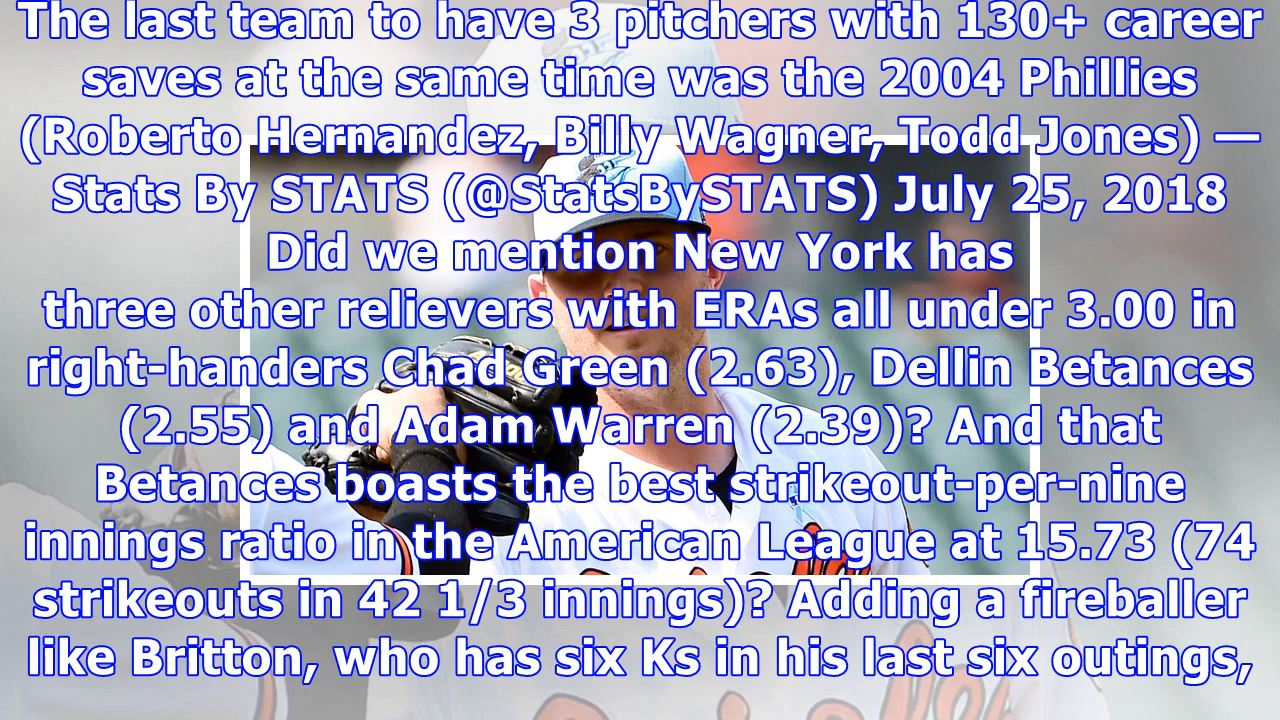 The last team to have 3 pitchers with 130+ career
saves at the same time was the 2004 Phillies
(Roberto Hernandez, Billy Wagner, Todd Jones) —
Stats By STATS (@StatsBySTATS) July 25, 2018
Did we mention New York has
three other relievers with ERAs all under 3.00 in
right-handers Chad Green (2.63), Dellin Betances
(2.55) and Adam Warren (2.39)? And that
Betances boasts the best strikeout-per-nine
innings ratio in the American League at 15.73 (74
strikeouts in 42 1/3 innings)? Adding a fireballer
like Britton, who has six Ks in his last six outings,